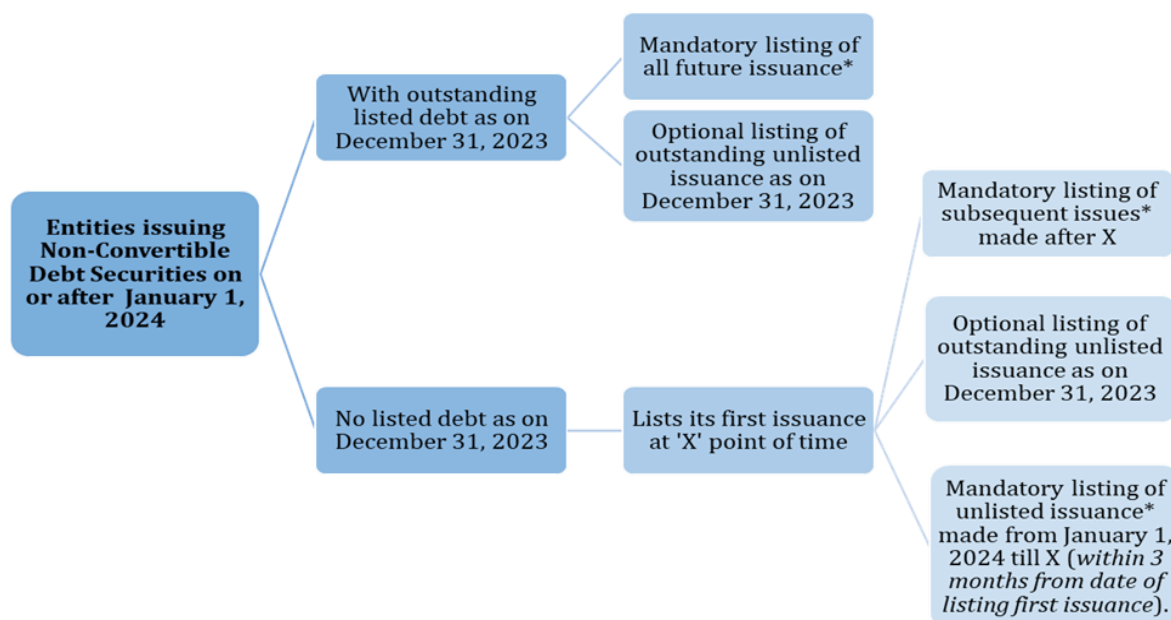 Entities issuing
Non-Convertible
Debt Securities on
or after January 1,
2024
With outstanding
listed debt as on
December 31, 2023
Mandatory listing of
all future issuance*
Optional listing of
outstanding unlisted
issuance as on
December 31, 2023
No listed debt as on
December 31, 2023
Lists its first issuance
at 'X' point of time
Mandatory listing of
subsequent issues*
made after X
Optional listing of
outstanding unlisted
issuance as on
December 31, 2023
Mandatory listing of
unlisted issuance*
made from January 1,
2024 till X (within 3
months from date of
listing first issuance).